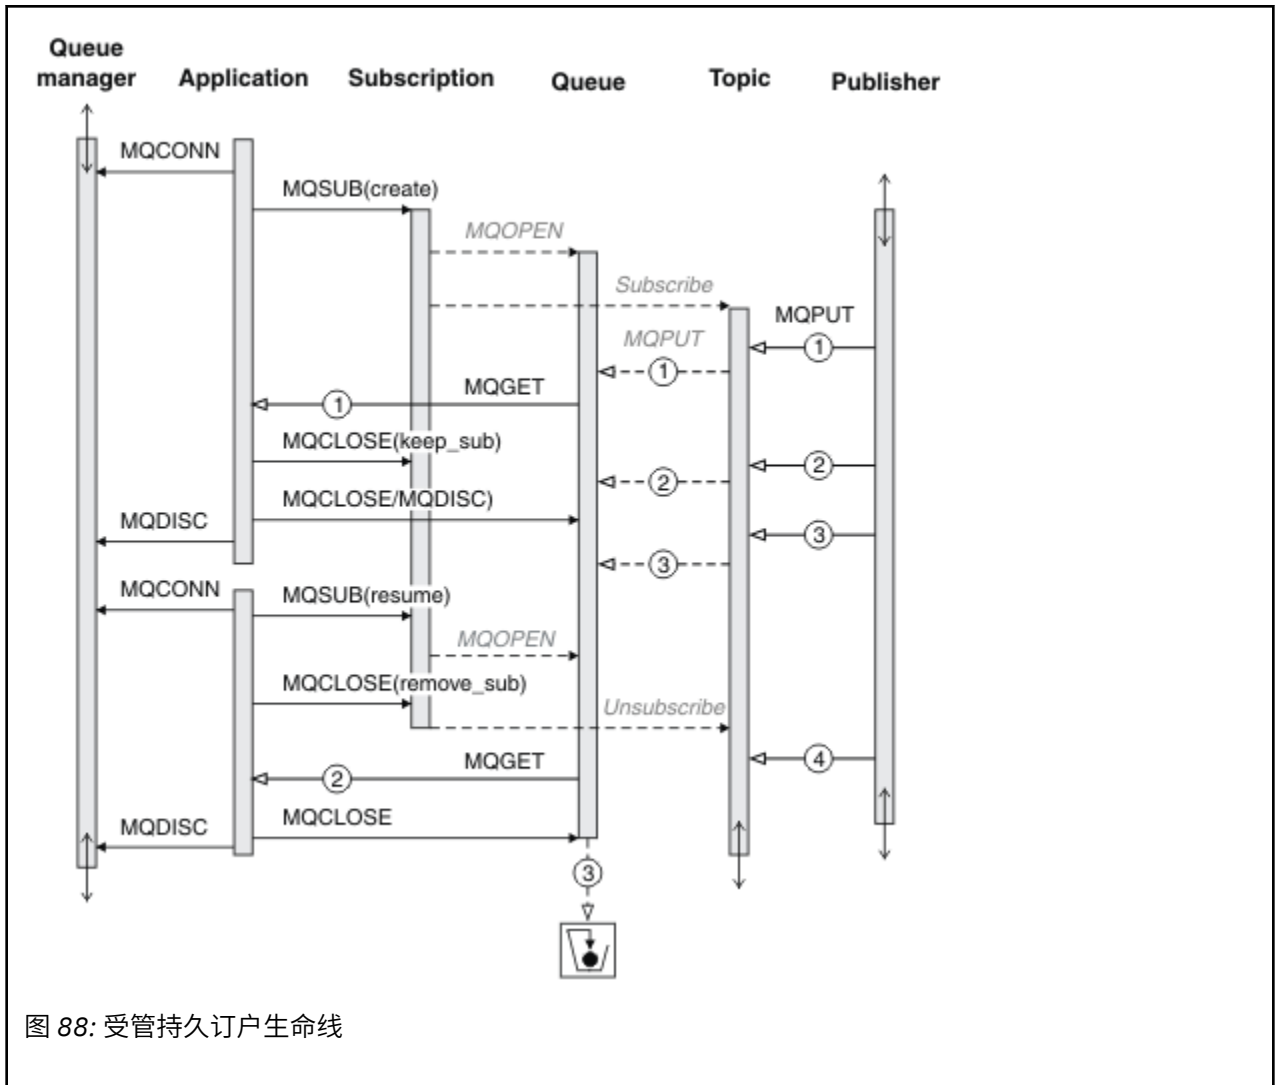 Queue
manager
Application
Subscription
Queue
Topic
Publisher
MQCONN
MQSUB(create)
MQOPEN
Subscribe
MQPUT
1
MQPUT
1
MQGET
1
MQCLOSE(keep_sub)
2
2
MQCLOSE/MQDISC)
MQDISC
3
3
MQCONN
MQSUB(resume)
MQOPEN
MQCLOSE(remove_sub)
Unsubscribe
4
MQGET
2
MQCLOSE
MQDISC
3
图 88: 受管持久订户生命线